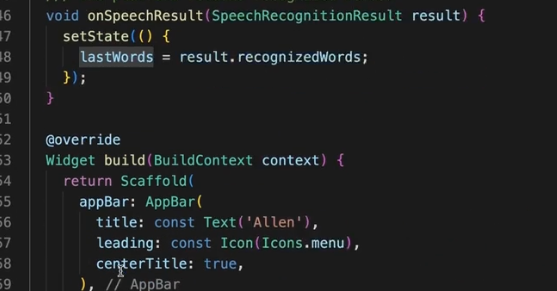 46 void onSpeechResult(SpeechRecognitionResult result) {
47 setState(() {
48 lastWords = result.recognizedWords;
49 });
50 }
51
52 @override
53 Widget build(BuildContext context) {
54 return Scaffold(
55 appBar: AppBar(
56 title: const Text('Allen'),
57 leading: const Icon(Icons.menu),
58 centerTitle: true,
59 ), // AppBar